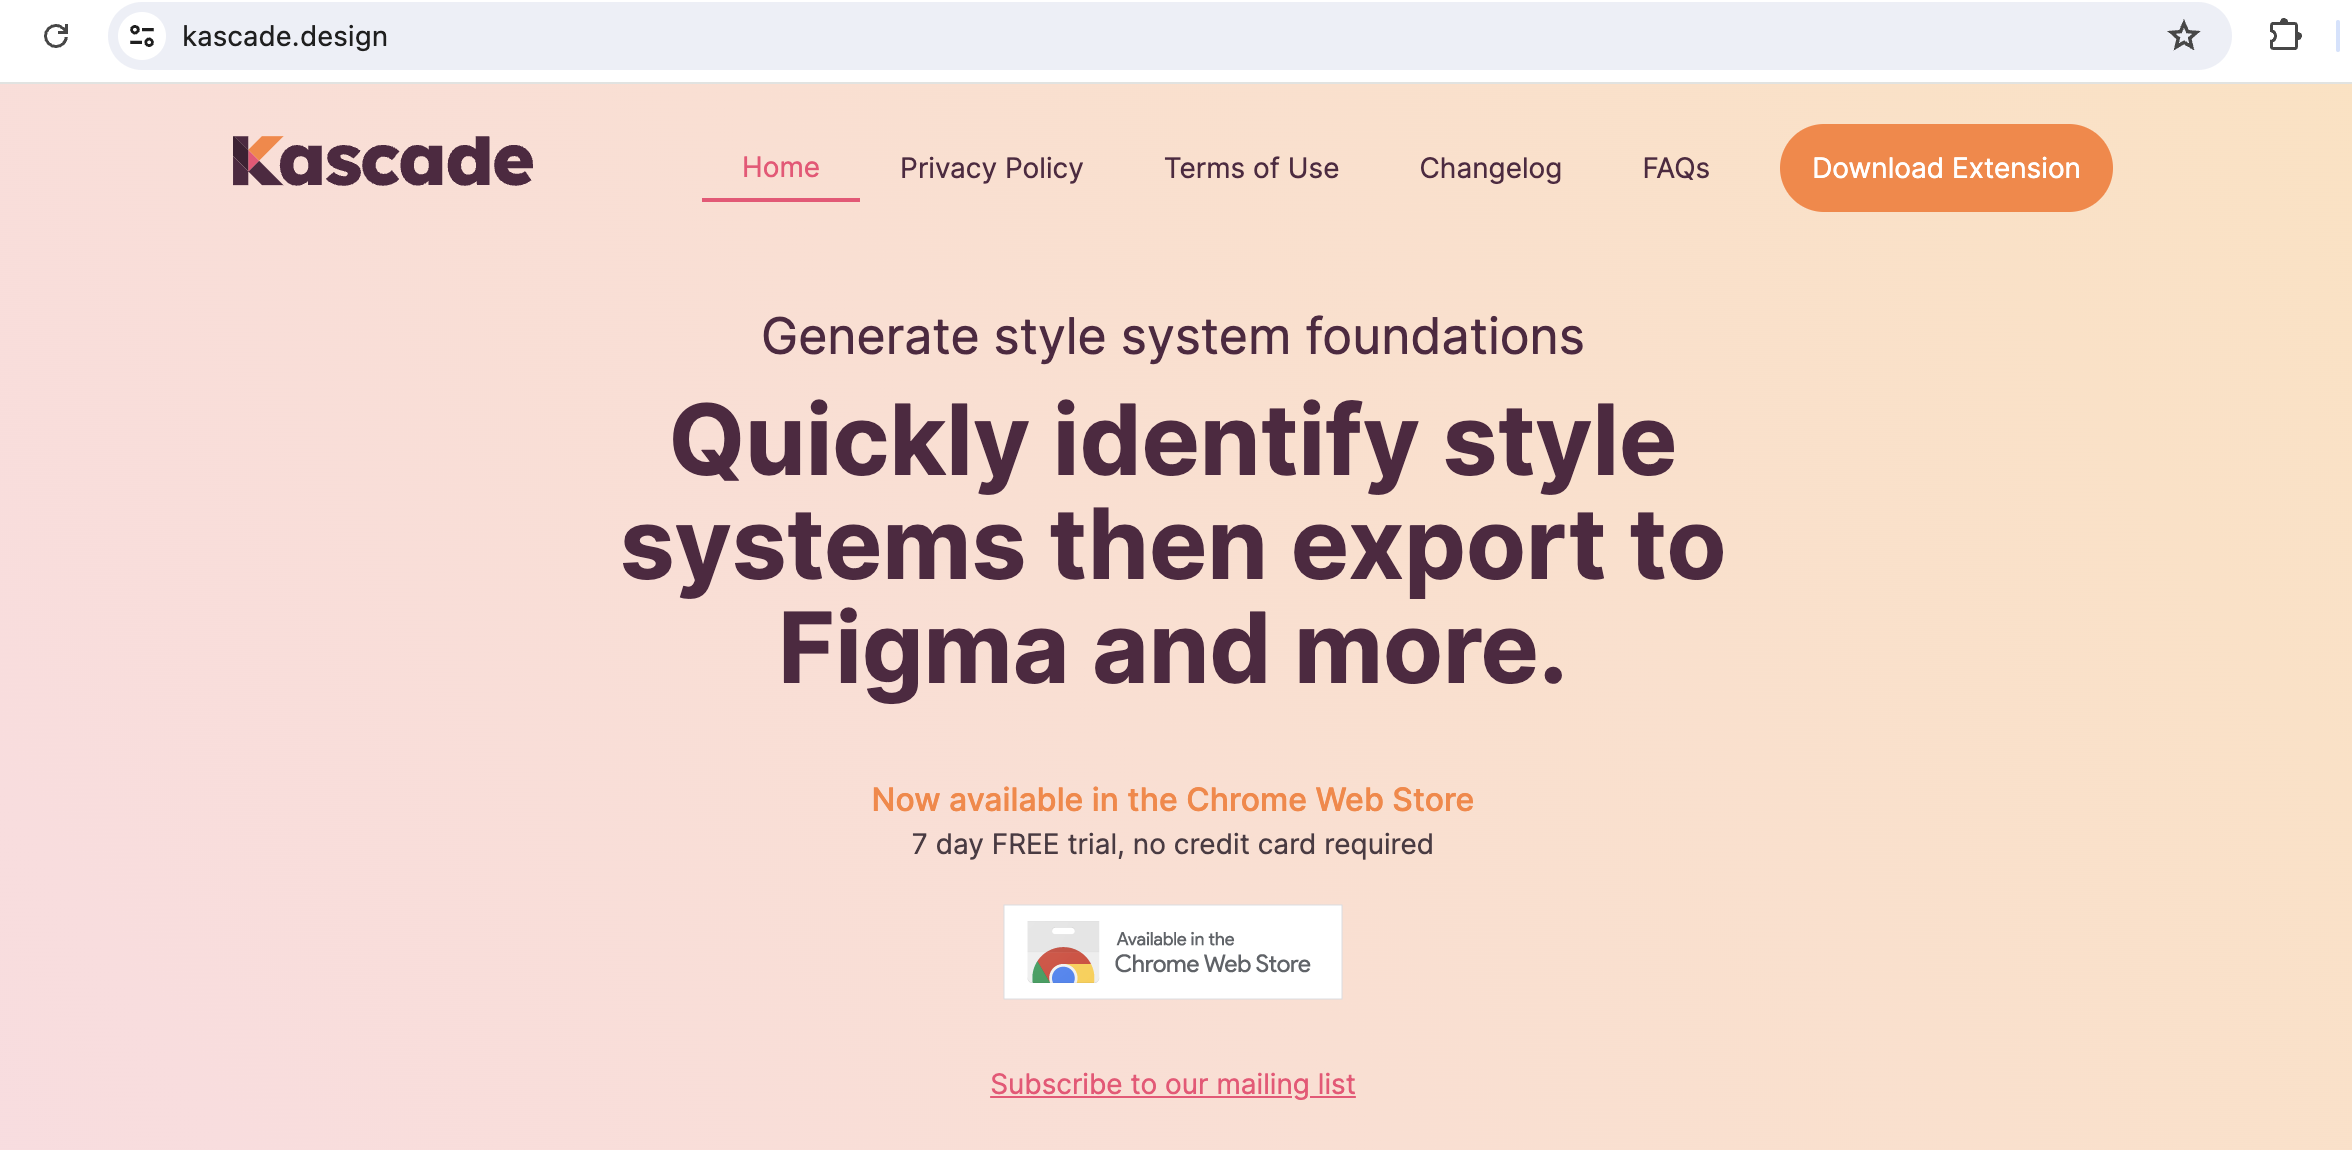 kascade.design
Kascade
Home
Privacy Policy
Terms of Use
Changelog
FAQs
Download Extension
Generate style system foundations
Quickly identify style
systems then export to
Figma and more.
Now available in the Chrome Web Store
7 day FREE trial, no credit card required
Available in the
Chrome Web Store
Subscribe to our mailing list